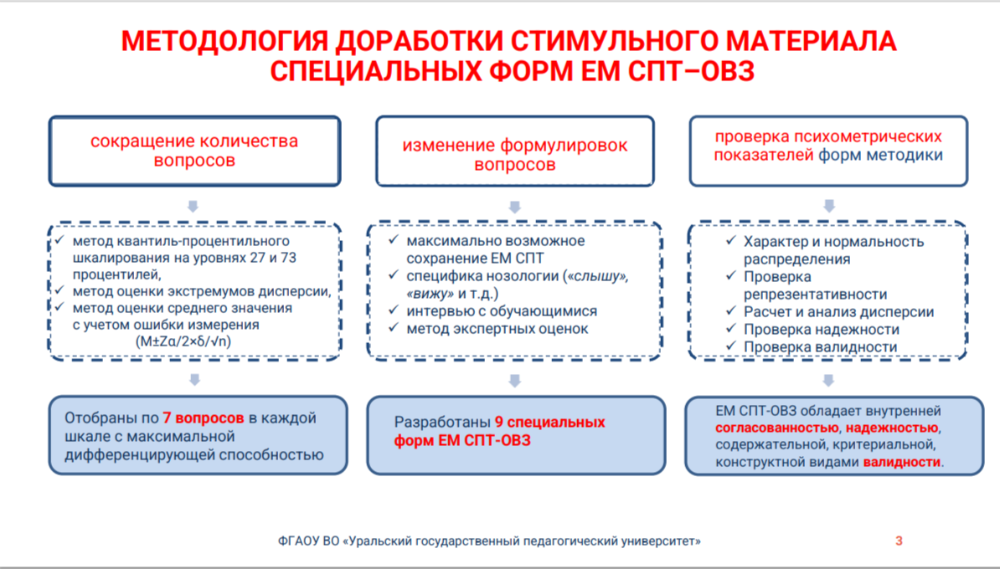 МЕТОДОЛОГИЯ ДОРАБОТКИ СТИМУЛЬНОГО МАТЕРИАЛА
СПЕЦИАЛЬНЫХ ФОРМ ЕМ СПТ–ОВЗ
сокращение количества
вопросов
✓ метод квантиль-процентильного
шкалирования на уровнях 27 и 73
процентилей,
✓ метод оценки экстремумов дисперсии,
✓ метод оценки среднего значения
с учетом ошибки измерения
(M±Zα/2×δ/√n)
Отобраны по 7 вопросов в каждой
шкале с максимальной
дифференцирующей способностью
изменение формулировок
вопросов
✓ максимально возможное
сохранение ЕМ СПТ
✓ специфика нозологии («слышу»,
«вижу» и т.д.)
✓ интервью с обучающимися
✓ метод экспертных оценок
Разработаны 9 специальных
форм ЕМ СПТ-ОВЗ
проверка психометрических
показателей форм методики
✓ Характер и нормальность
распределения
✓ Проверка
репрезентативности
✓ Расчет и анализ дисперсии
✓ Проверка надежности
✓ Проверка валидности
ЕМ СПТ-ОВЗ обладает внутренней
согласованностью, надежностью,
содержательной, критериальной,
конструктной видами валидности.
ФГАОУ ВО «Уральский государственный педагогический университет»
3